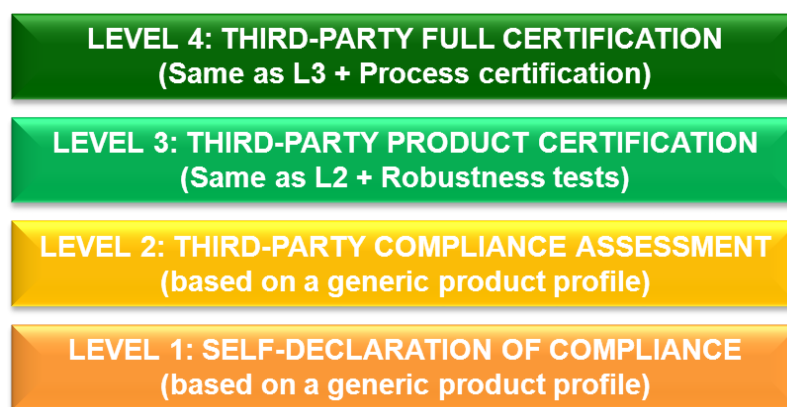 LEVEL 4: THIRD-PARTY FULL CERTIFICATION
(Same as L3 + Process certification)
LEVEL 3: THIRD-PARTY PRODUCT CERTIFICATION
(Same as L2 + Robustness tests)
LEVEL 2: THIRD-PARTY COMPLIANCE ASSESSMENT
(based on a generic product profile)
LEVEL 1: SELF-DECLARATION OF COMPLIANCE
(based on a generic product profile)